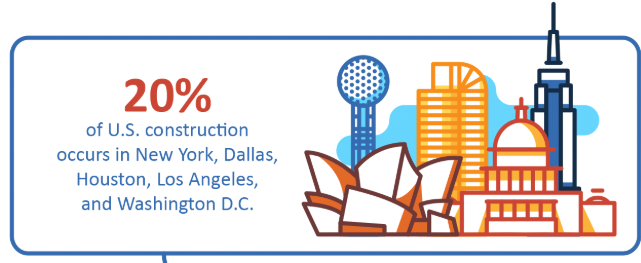 20%
of U.S. construction
occurs in New York, Dallas,
Houston, Los Angeles,
and Washington D.C.